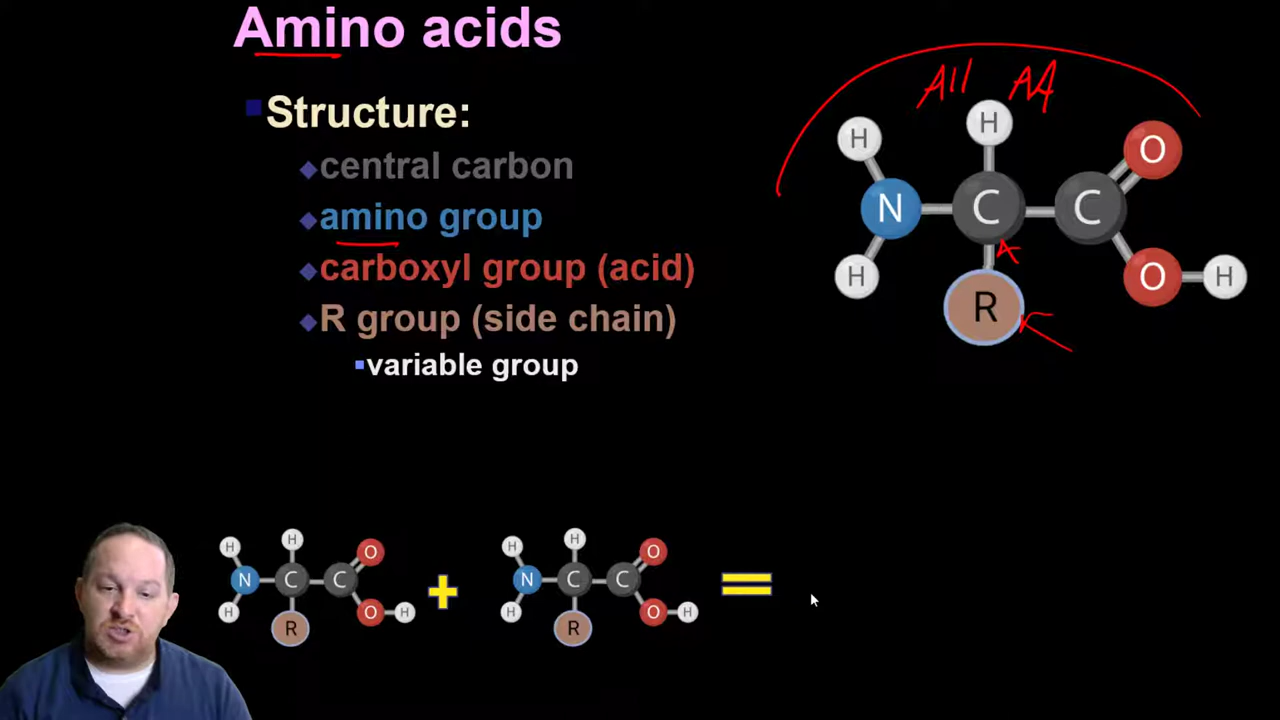 Amino acids
Structure:
central carbon
amino group
carboxyl group (acid)
R group (side chain)
variable group
All AA
H H O
N C C
H R O H
H H O H H O
N C C + N C C =
H R O H H R O H